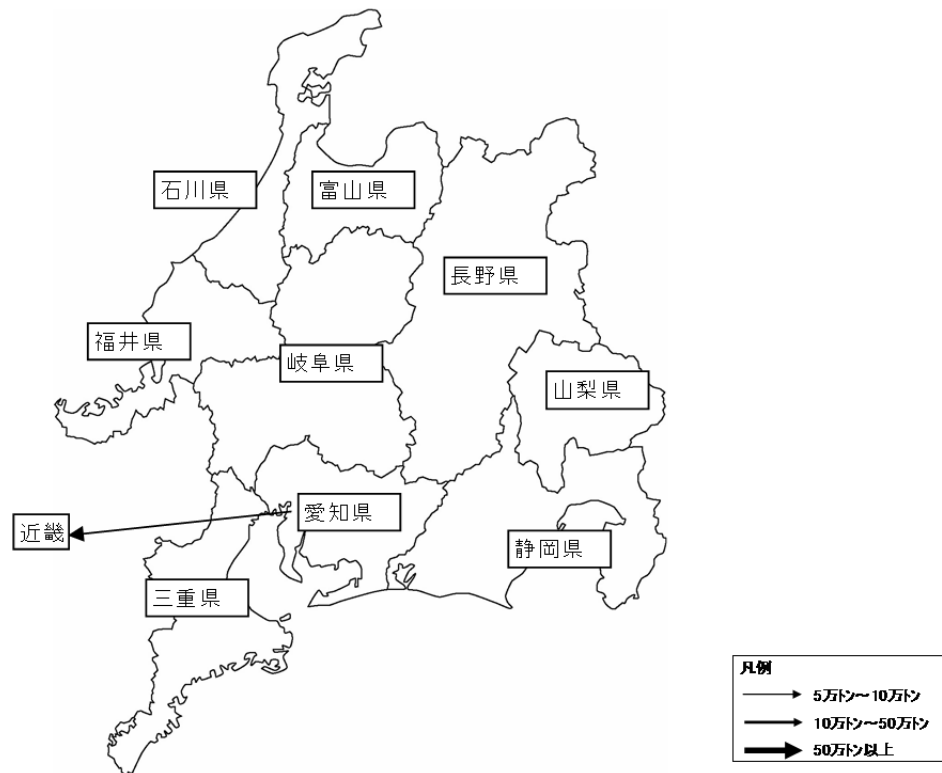 石川県
富山県
長野県
福井県
岐阜県
山梨県
愛知県
近畿
静岡県
三重県
凡例
5万トン～10万トン
10万トン～50万トン
50万トン以上